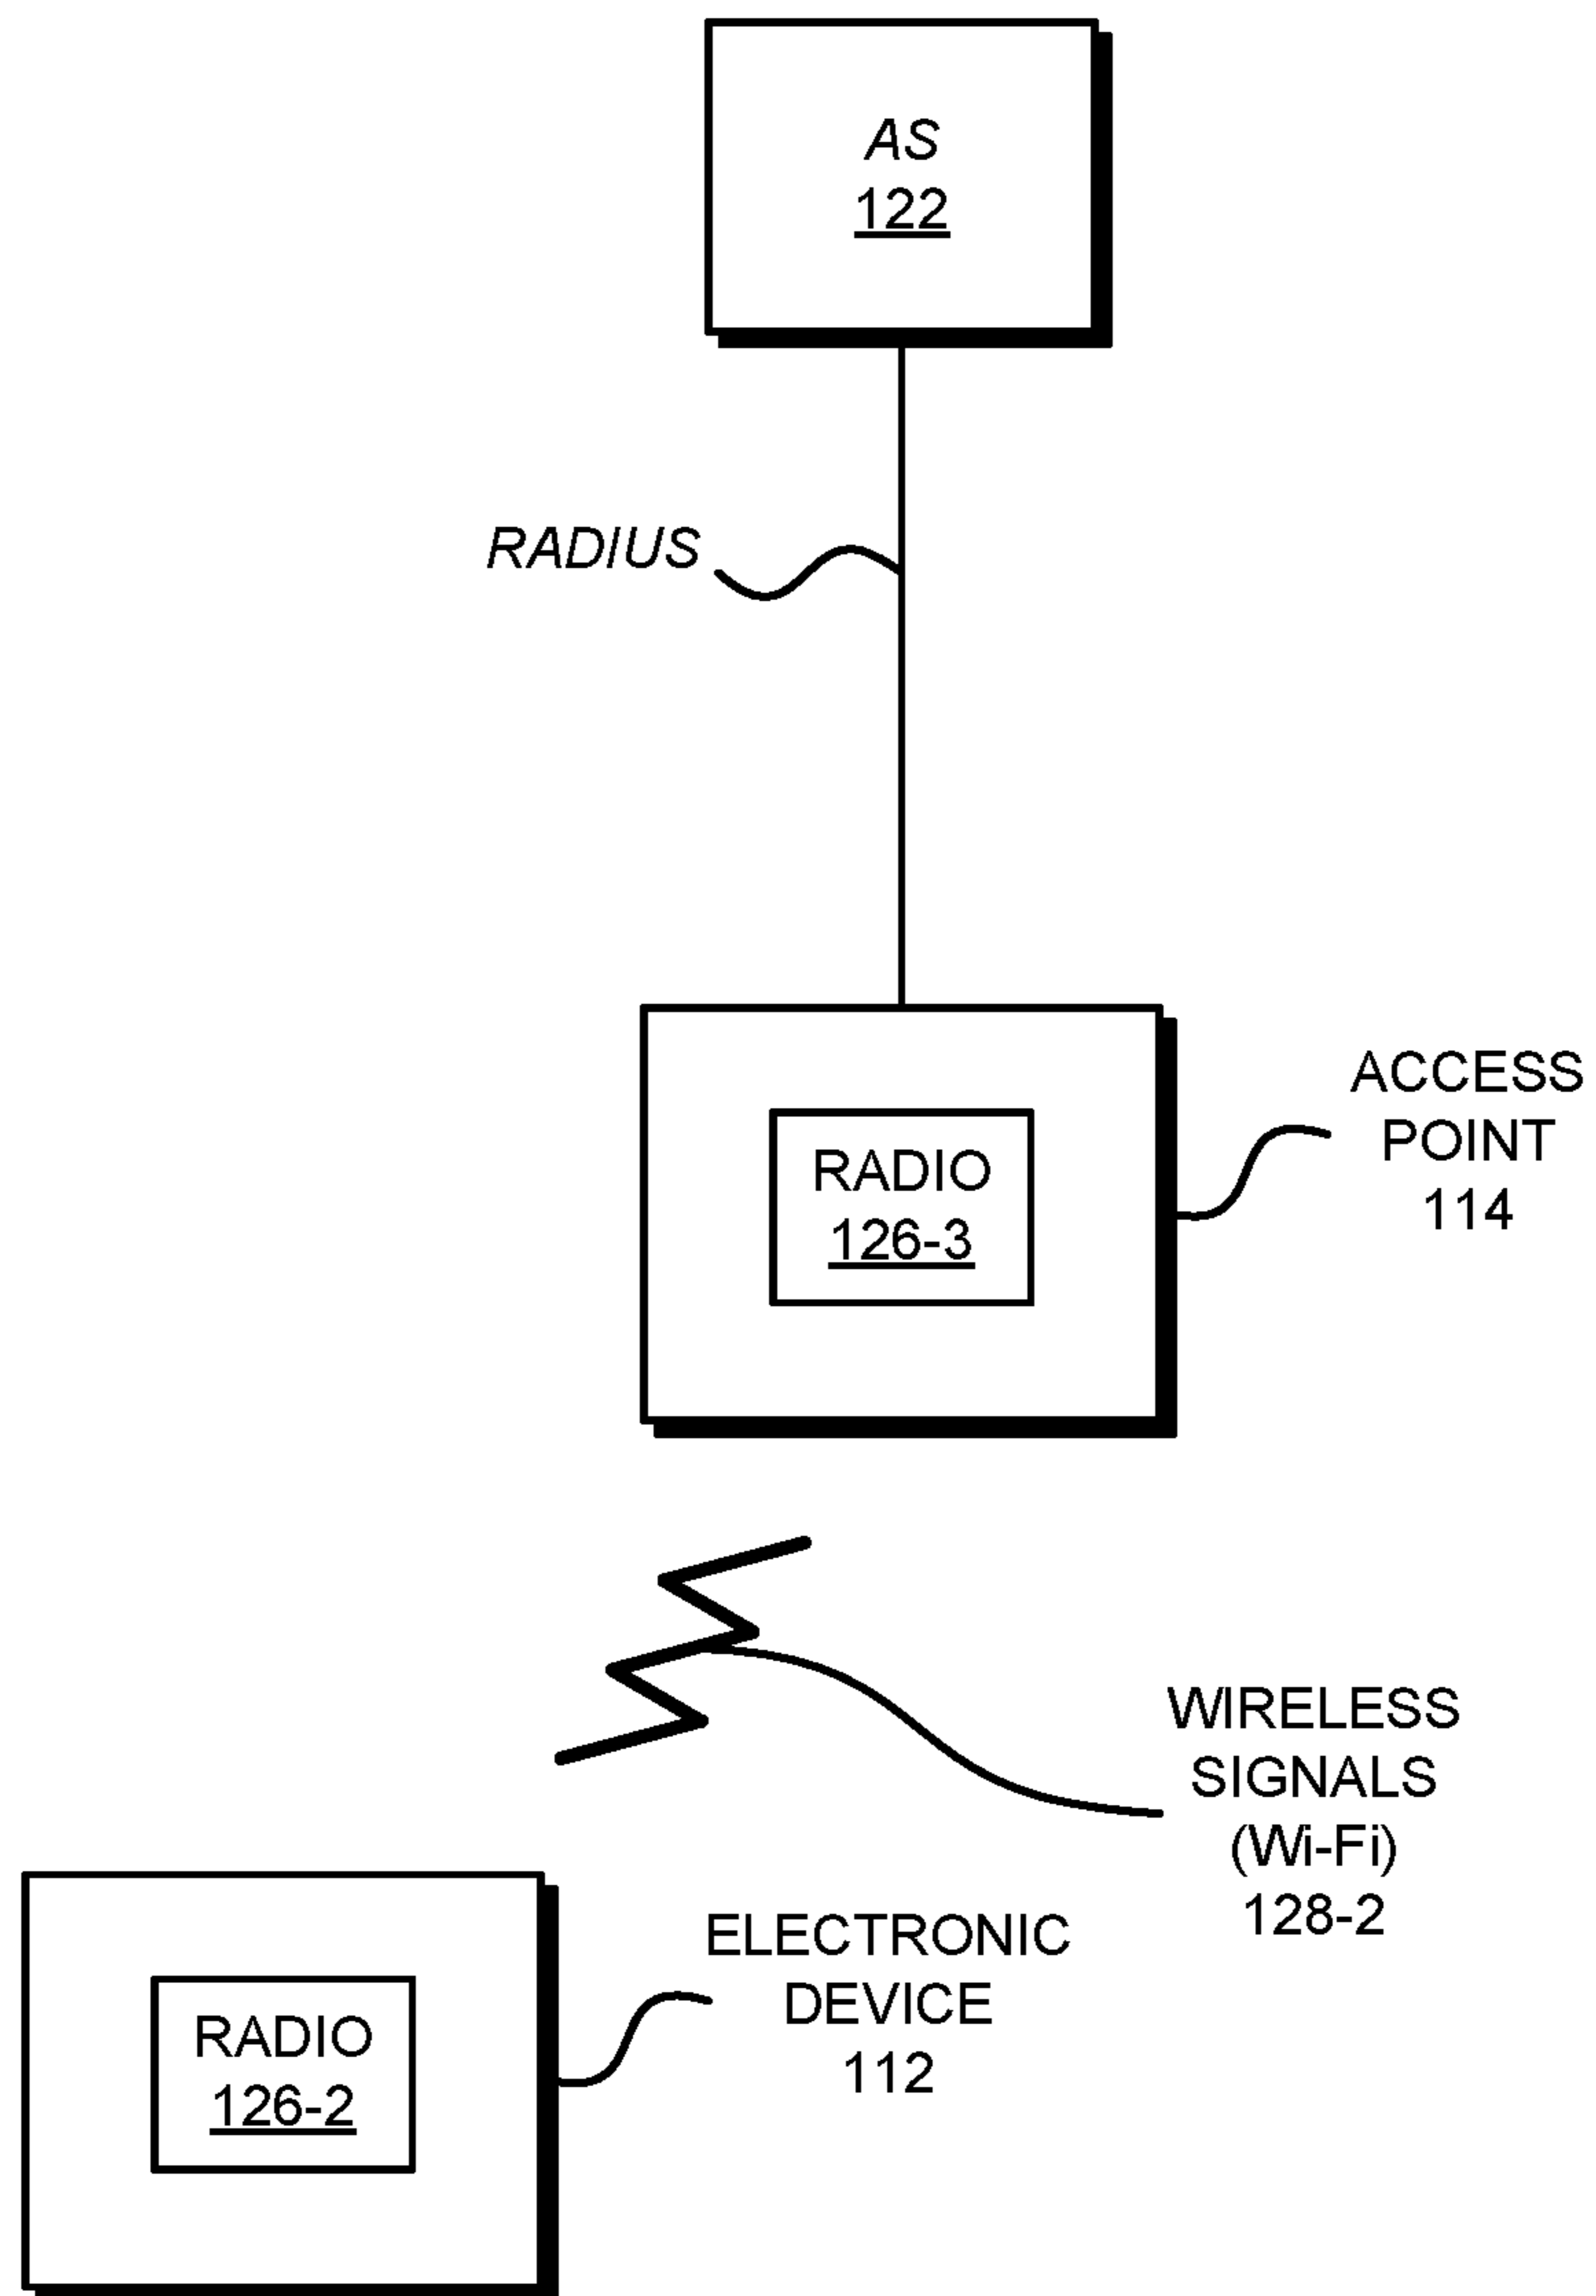 AS
122
RADIUS
ACCESS
POINT
114
RADIO
126-3
WIRELESS
SIGNALS
(Wi-Fi)
128-2
ELECTRONIC
DEVICE
112
RADIO
126-2